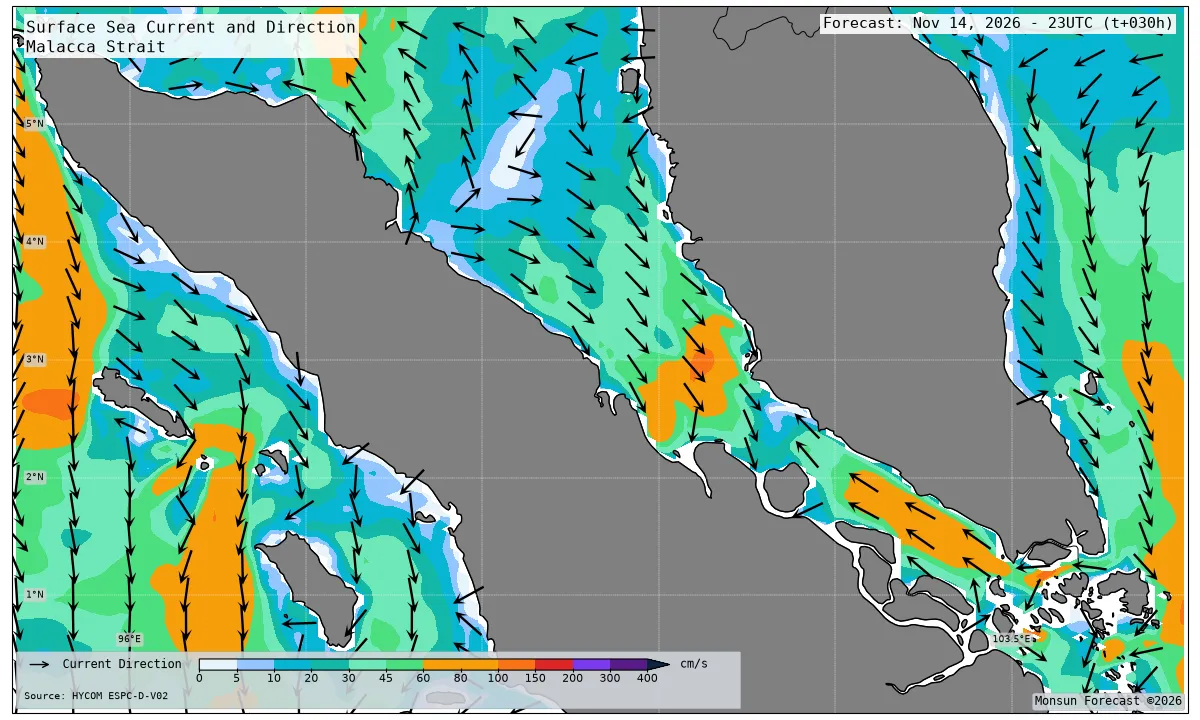 Surface Sea Current and Direction
Malacca Strait
Forecast: Nov 14, 2026 - 23UTC (t+030h)
5°N
4°N
3°N
2°N
1°N
96°E
103.5°E
Current Direction
0 5 10 20 30 45 60 80 100 150 200 300 400
cm/s
Source: HYCOM ESPC-D-V02
Monsun Forecast ©2026